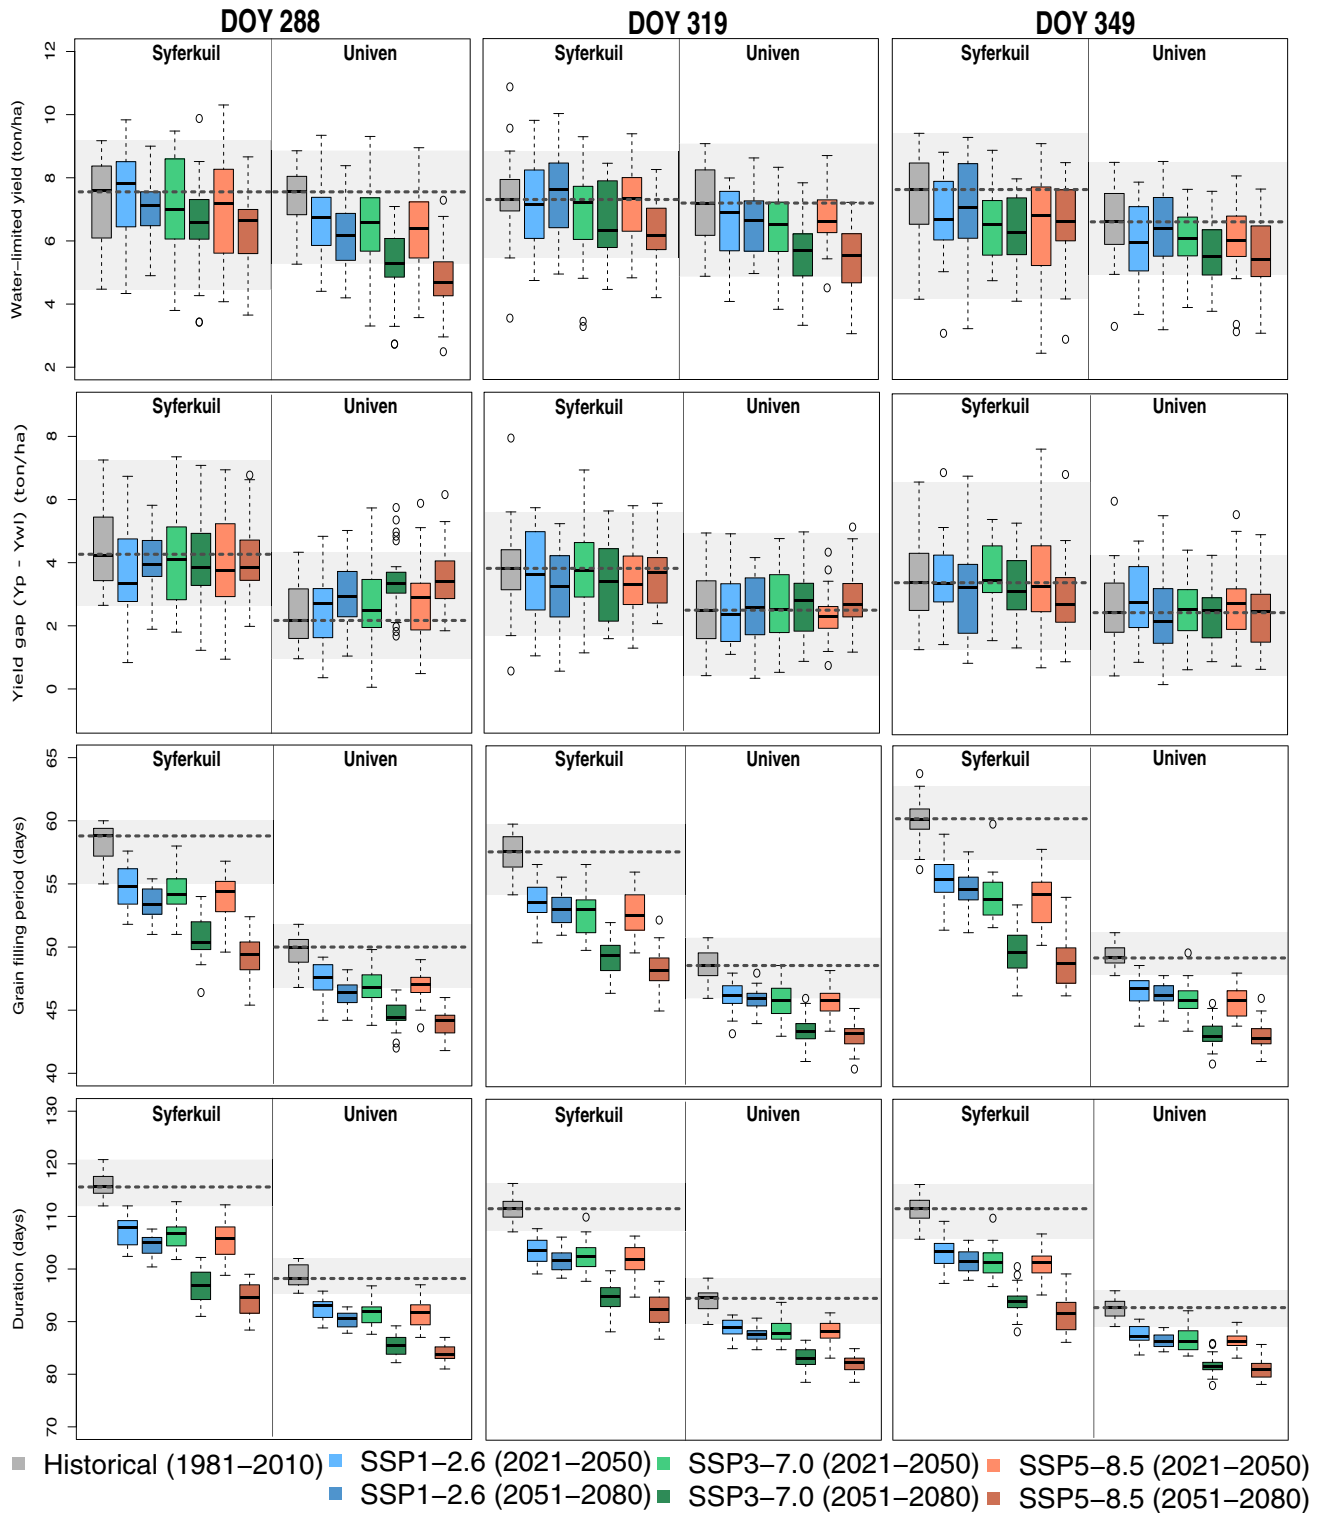 DOY 288 DOY 319 DOY 349
Syferkuil Univen Syferkuil Univen Syferkuil Univen
Water−limited yield (ton/ha)
12
10
8
6
4
2
Syferkuil Univen Syferkuil Univen Syferkuil Univen
Yield gap (Yp − Ywl) (ton/ha)
8
6
4
2
0
Syferkuil Univen Syferkuil Univen Syferkuil Univen
Grain filling period (days)
65
60
55
50
45
40
Syferkuil Univen Syferkuil Univen Syferkuil Univen
Duration (days)
130
120
110
100
90
80
70
Historical (1981−2010) SSP1−2.6 (2021−2050) SSP3−7.0 (2021−2050) SSP5−8.5 (2021−2050)
SSP1−2.6 (2051−2080) SSP3−7.0 (2051−2080) SSP5−8.5 (2051−2080)